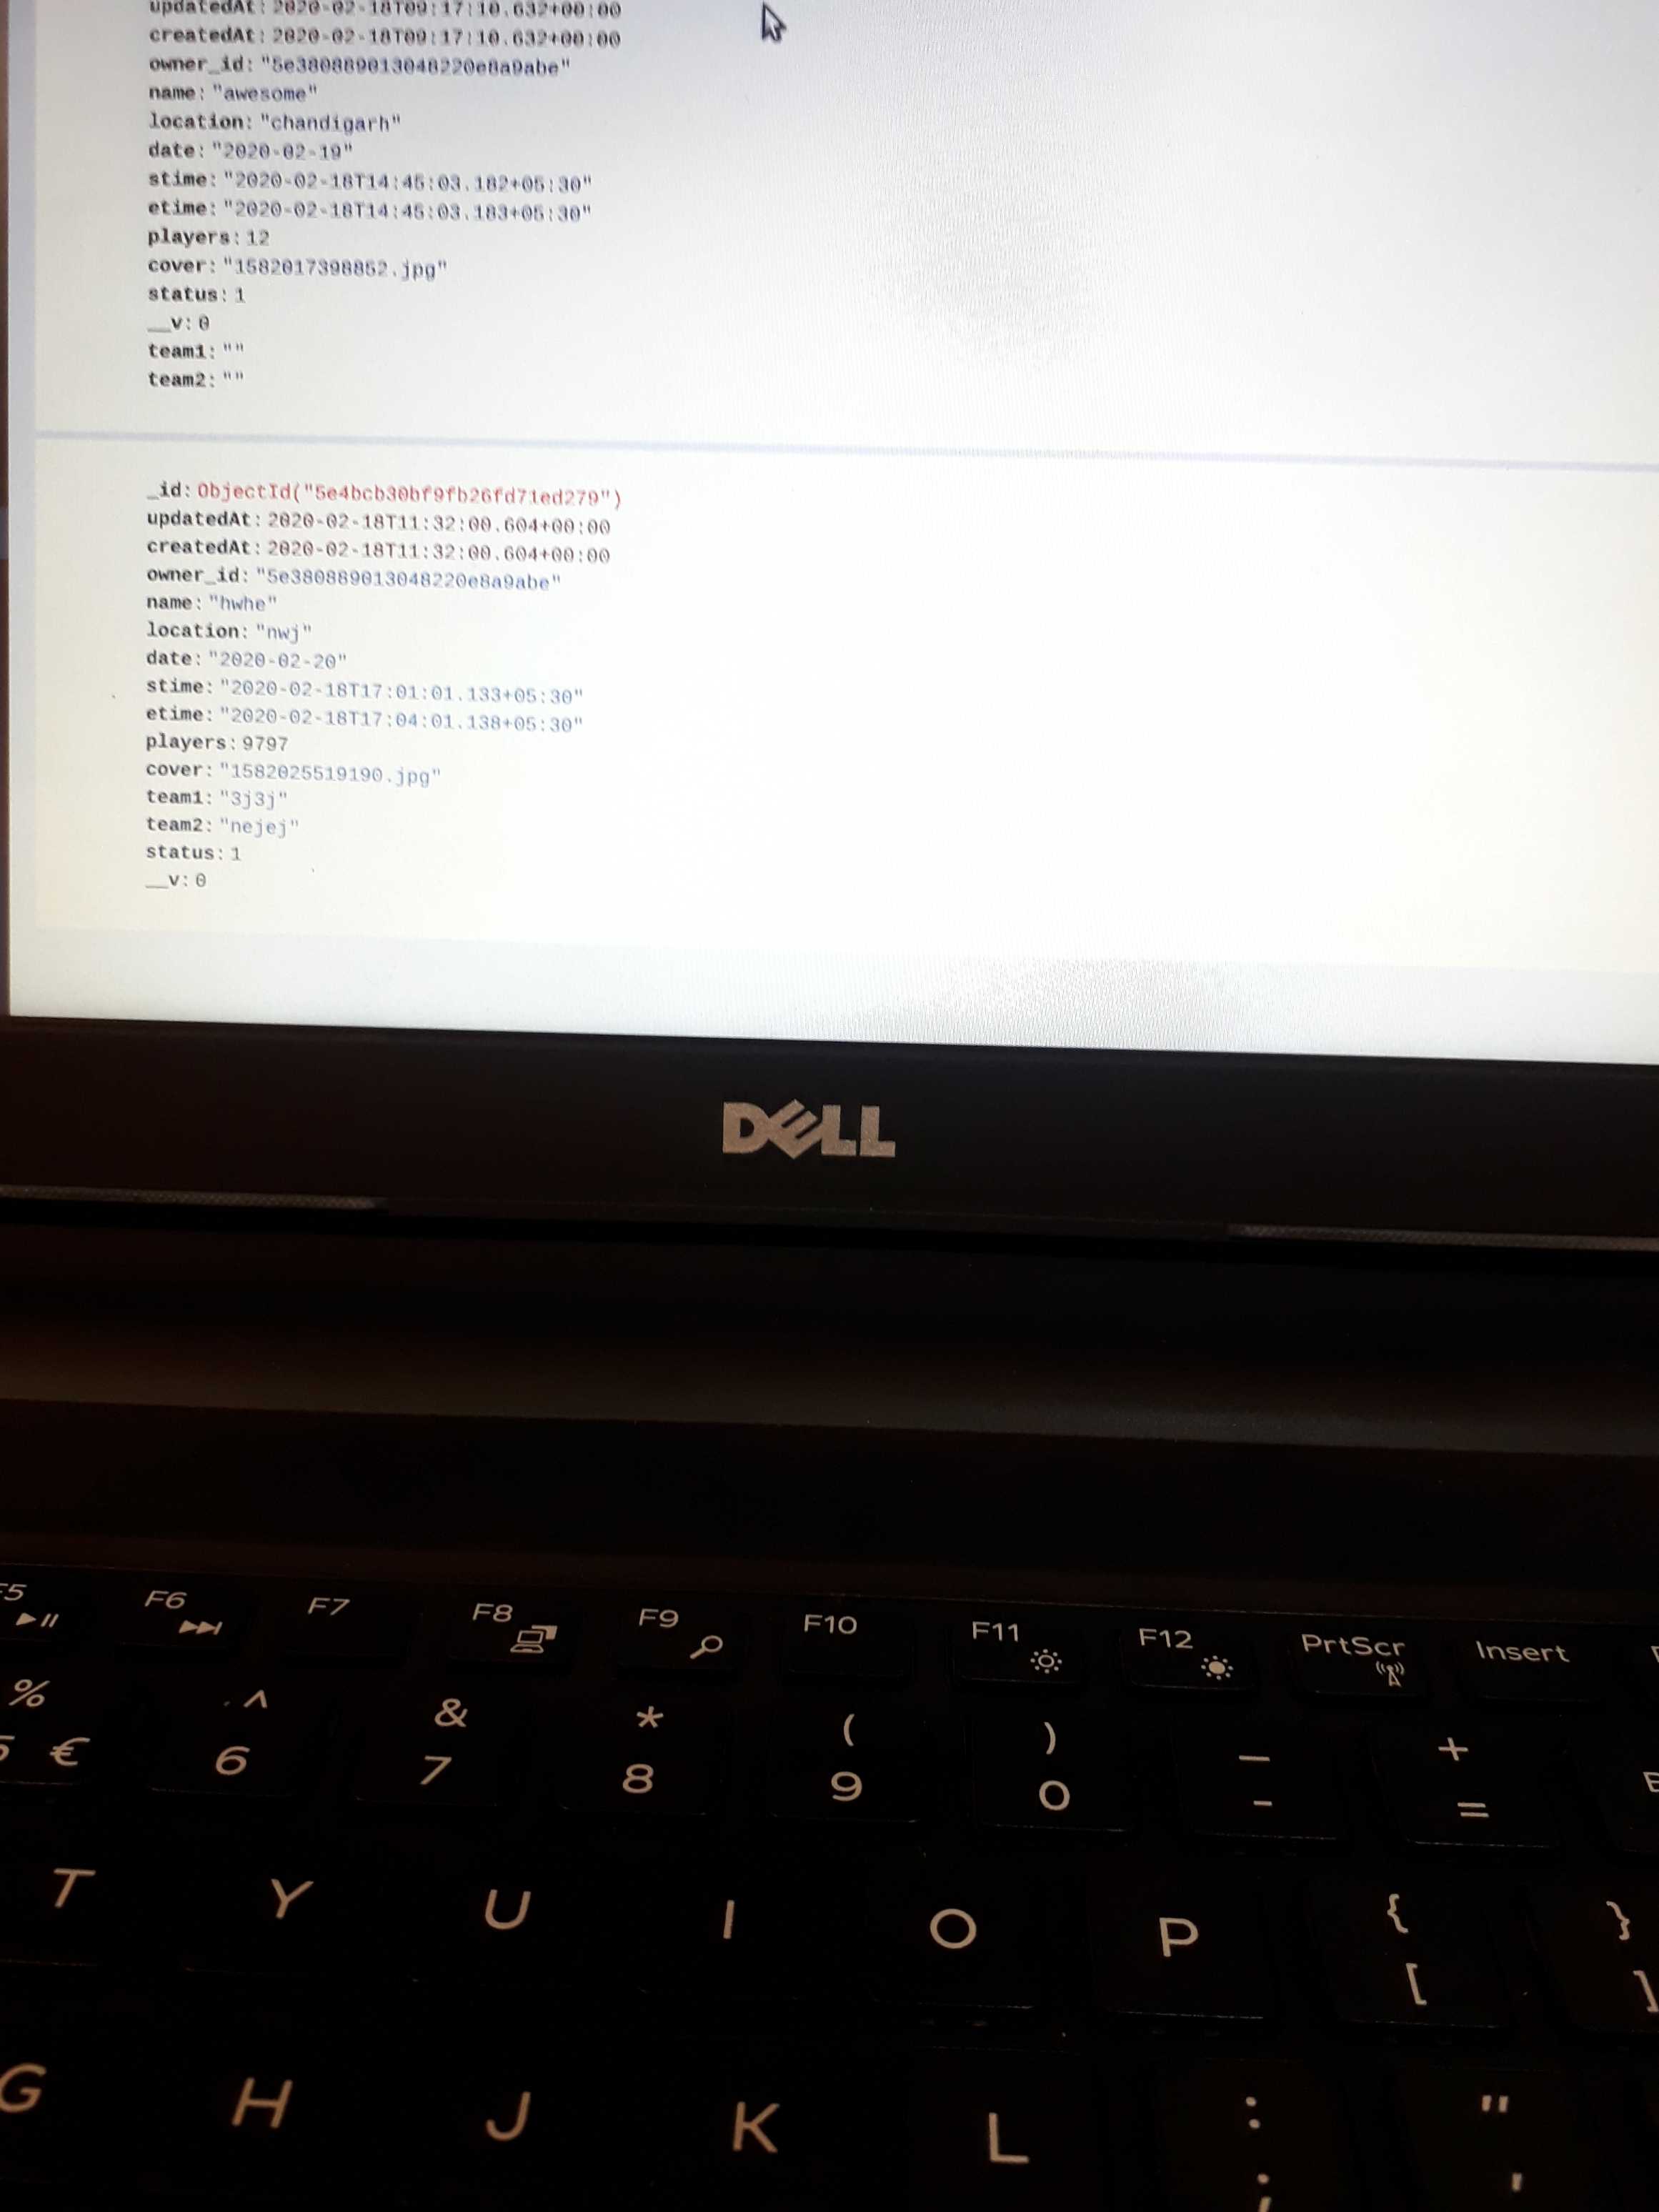 updatedAt: 2020-02-18T09:17:10.632+00:00
createdAt: 2020-02-18T09:17:10.632+00:00
owner_id: "5e380889013048220e8a9abe"
name: "awesome"
location: "chandigarh"
date: "2020-02-19"
stime: "2020-02-18T14:45:03.182+05:30"
etime: "2020-02-18T14:45:03.183+05:30"
players: 12
cover: "1582017398852.jpg"
status: 1
__v: 0
team1: ""
team2: ""
_id: ObjectId("5e4bcb30bf9fb26fd71ed279")
updatedAt: 2020-02-18T11:32:00.604+00:00
createdAt: 2020-02-18T11:32:00.604+00:00
owner_id: "5e380889013048220e8a9abe"
name: "hwhe"
location: "nwj"
date: "2020-02-20"
stime: "2020-02-18T17:01:01.133+05:30"
etime: "2020-02-18T17:04:01.138+05:30"
players: 9797
cover: "1582025519190.jpg"
team1: "3j3j"
team2: "nejej"
status: 1
__v: 0
DELL
F5 F6 F7 F8 F9 F10 F11 F12 PrtScr Insert
% ^ & * ( ) _ +
5 € 6 7 8 9 0 - =
T Y U I O P { }
[ ]
G H J K L : "
; '